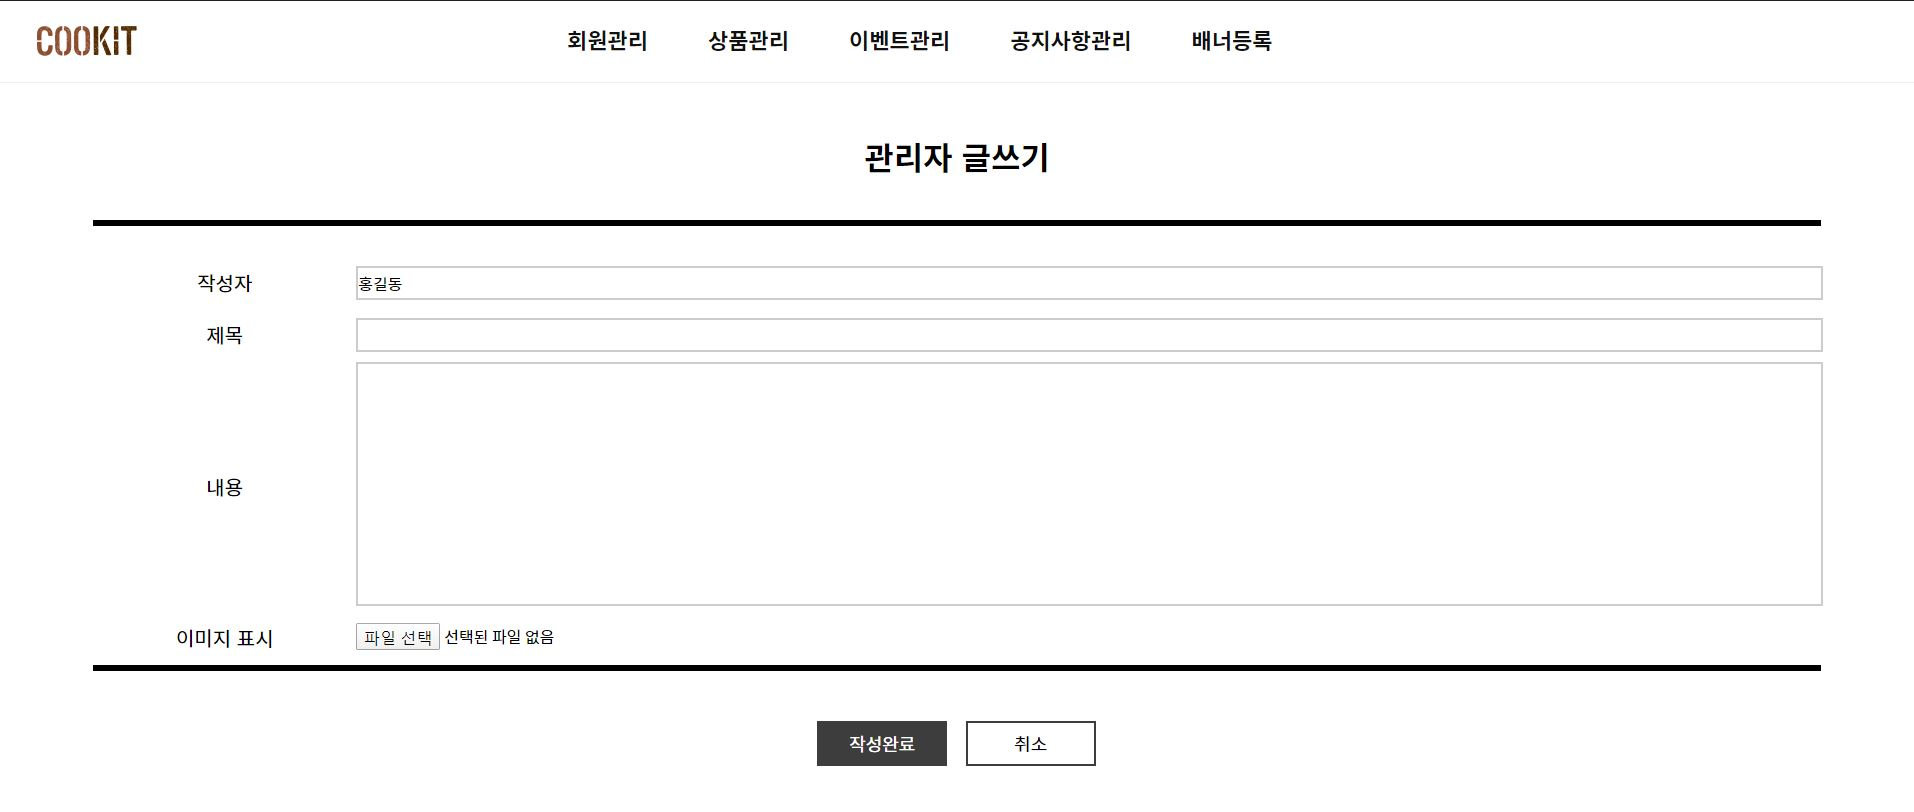 COOKIT 회원관리 상품관리 이벤트관리 공지사항관리 배너등록
관리자 글쓰기
작성자 홍길동
제목
내용
이미지 표시 파일 선택 선택된 파일 없음
작성완료 취소